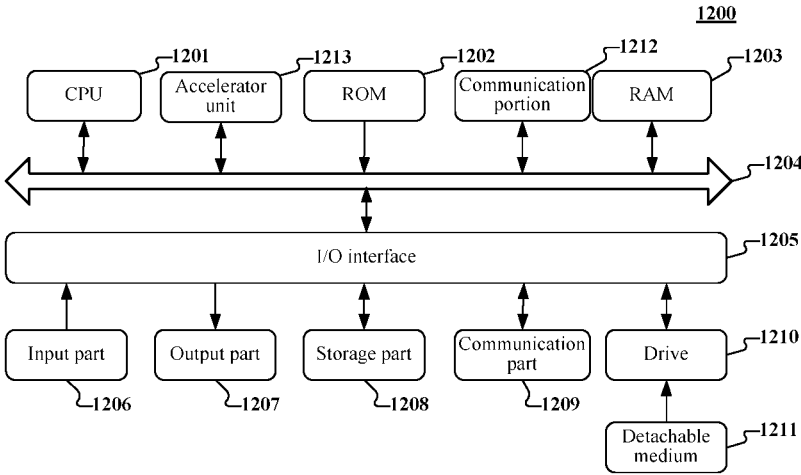 1200
1201
1213
1202
1212
1203
CPU
Accelerator
unit
ROM
Communication
portion
RAM
1204
1205
I/O interface
Input part
Output part
Storage part
Communication
part
Drive
1210
1206
1207
1208
1209
Detachable
medium
1211